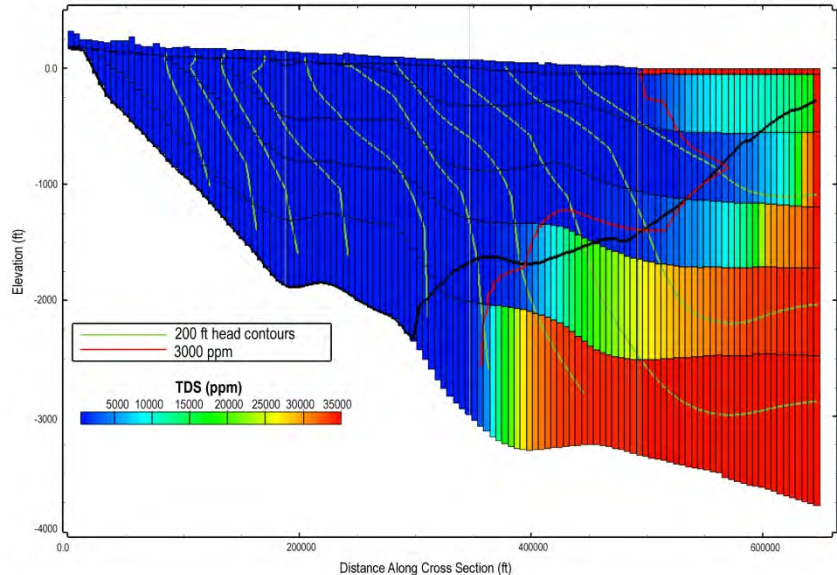 0.0
-1000
-2000
-3000
-4000
Elevation (ft)
200 ft head contours
3000 ppm
TDS (ppm)
5000 10000 15000 20000 25000 30000 35000
0.0 200000 400000 600000
Distance Along Cross Section (ft)